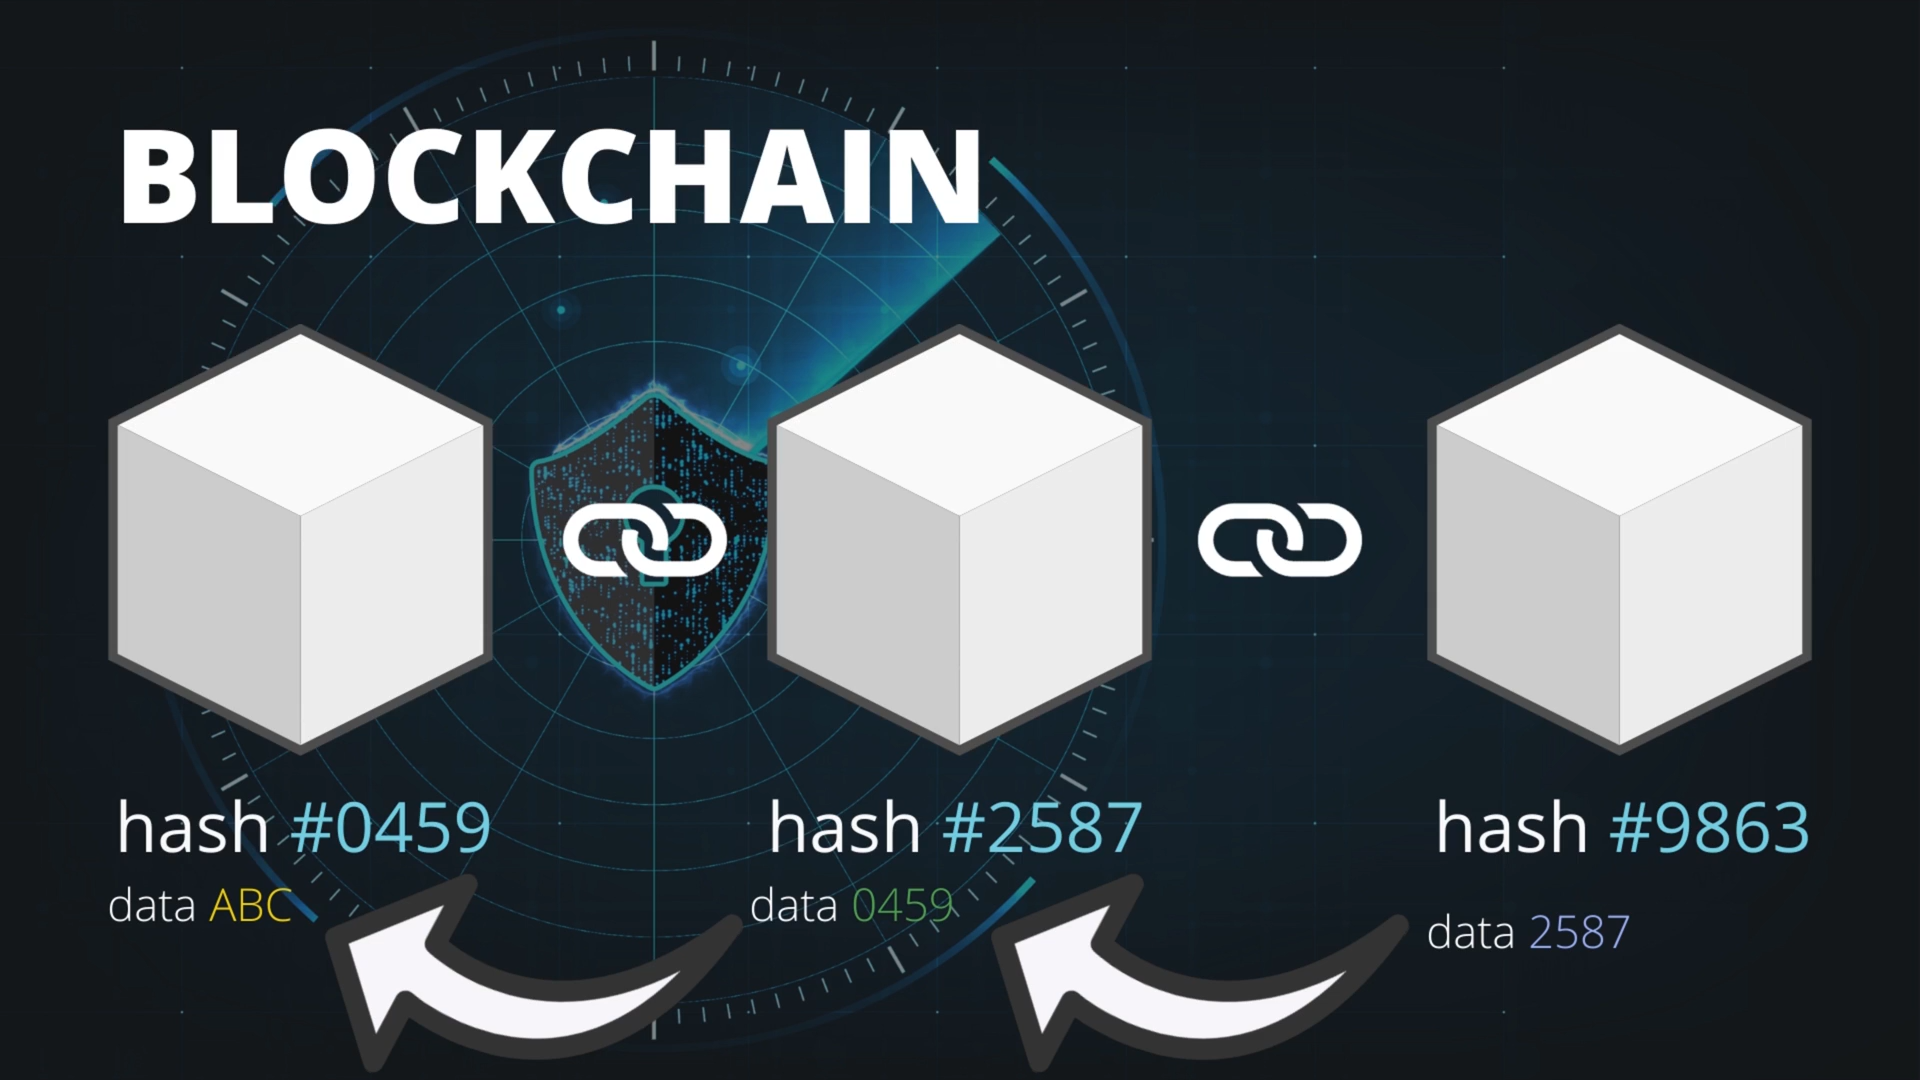 BLOCKCHAIN
hash #0459
data ABC
hash #2587
data 0459
hash #9863
data 2587